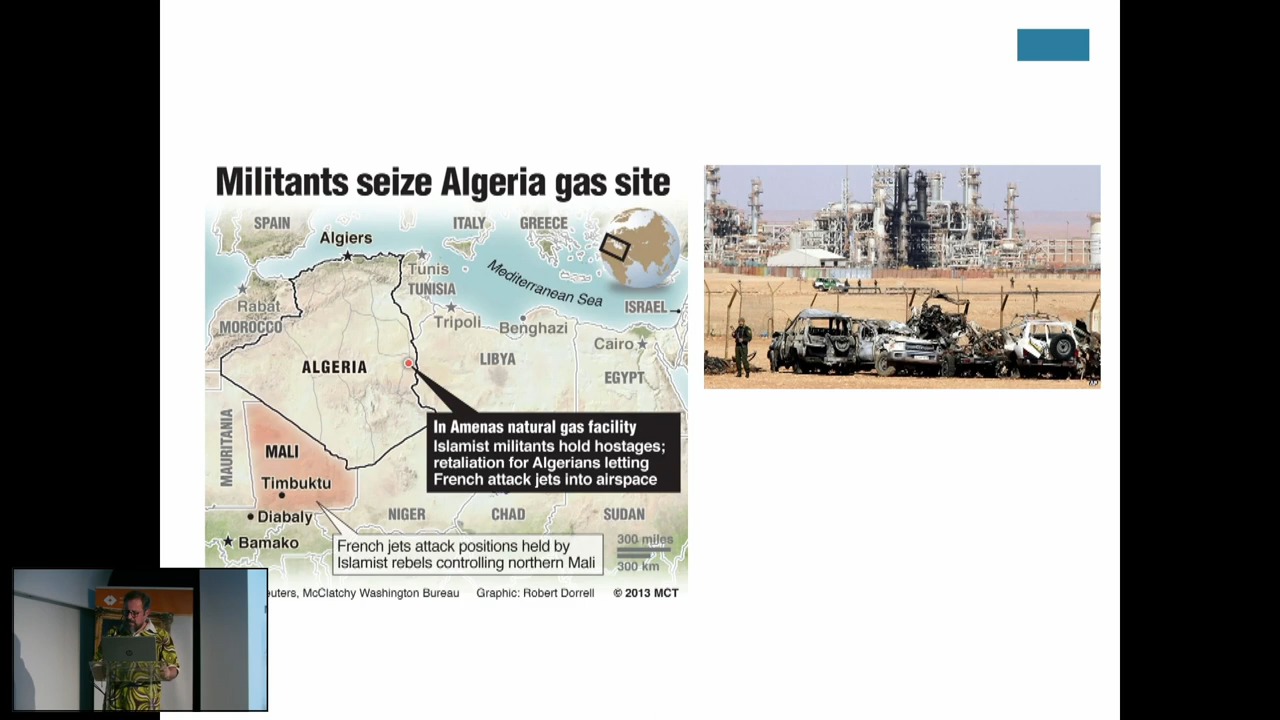 Militants seize Algeria gas site
SPAIN
ITALY
GREECE
Algiers
Tunis
TUNISIA
Mediterranean Sea
Rabat
MOROCCO
Tripoli
Benghazi
ISRAEL
Cairo
ALGERIA
LIBYA
EGYPT
In Amenas natural gas facility
Islamist militants hold hostages;
retaliation for Algerians letting
French attack jets into airspace
MAURITANIA
MALI
Timbuktu
Diabaly
NIGER
CHAD
SUDAN
Bamako
French jets attack positions held by
Islamist rebels controlling northern Mali
300 miles
300 km
McClatchy Washington Bureau
Graphic: Robert Dorrell
© 2013 MCT